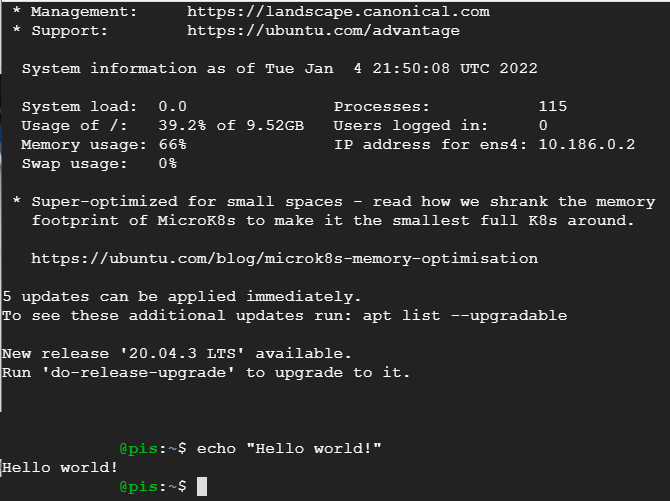 * Management:     https://landscape.canonical.com
* Support:        https://ubuntu.com/advantage
System information as of Tue Jan  4 21:50:08 UTC 2022
System load:  0.0               Processes:           115
Usage of /:   39.2% of 9.52GB   Users logged in:     0
Memory usage: 66%               IP address for ens4: 10.186.0.2
Swap usage:   0%
* Super-optimized for small spaces - read how we shrank the memory
footprint of MicroK8s to make it the smallest full K8s around.
https://ubuntu.com/blog/microk8s-memory-optimisation
5 updates can be applied immediately.
To see these additional updates run: apt list --upgradable
New release '20.04.3 LTS' available.
Run 'do-release-upgrade' to upgrade to it.
@pis:~$ echo "Hello world!"
Hello world!
@pis:~$